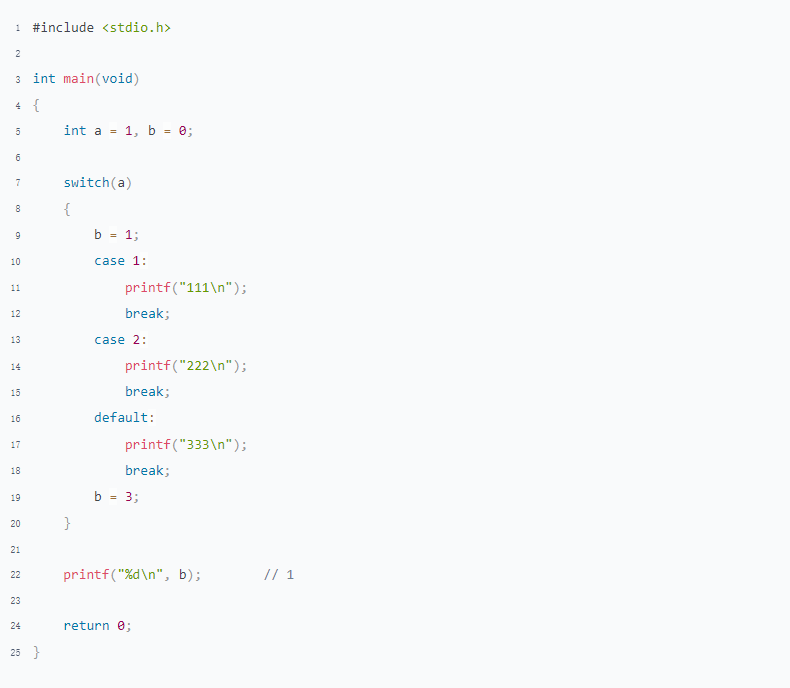 1 #include <stdio.h>
2
3 int main(void)
4 {
5     int a = 1, b = 0;
6
7     switch(a)
8     {
9         b = 1;
10         case 1:
11             printf("111\n");
12             break;
13         case 2:
14             printf("222\n");
15             break;
16         default:
17             printf("333\n");
18             break;
19         b = 3;
20     }
21
22     printf("%d\n", b);        // 1
23
24     return 0;
25 }